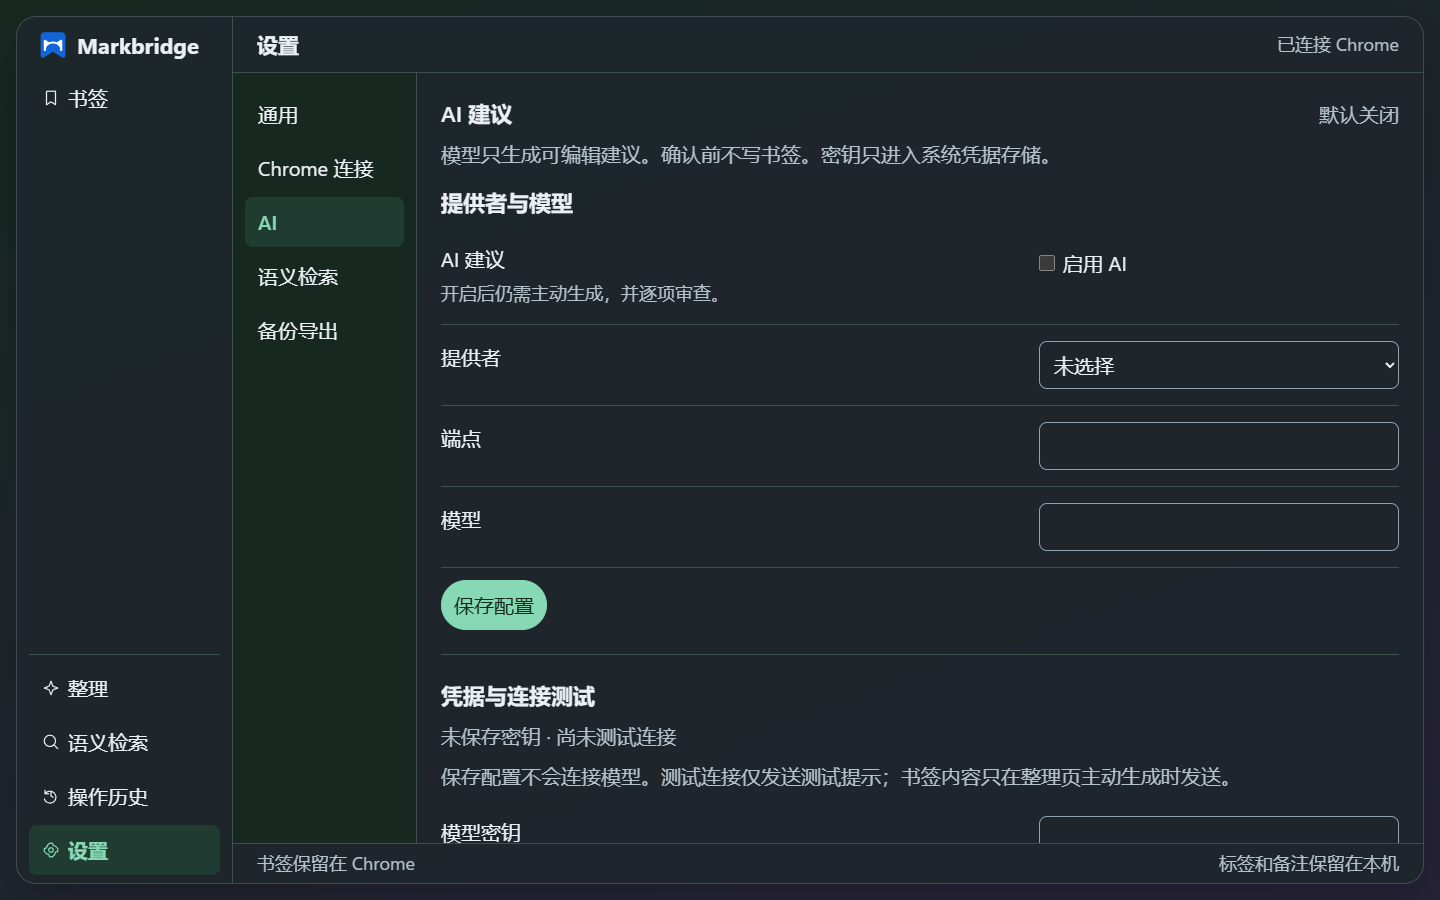 Markbridge
书签
整理
语义检索
操作历史
设置
设置
已连接 Chrome
通用
Chrome 连接
AI
语义检索
备份导出
AI 建议
默认关闭
模型只生成可编辑建议。确认前不写书签。密钥只进入系统凭据存储。
提供者与模型
AI 建议
启用 AI
开启后仍需主动生成，并逐项审查。
提供者
未选择
端点
模型
保存配置
凭据与连接测试
未保存密钥 · 尚未测试连接
保存配置不会连接模型。测试连接仅发送测试提示；书签内容只在整理页主动生成时发送。
模型密钥
书签保留在 Chrome
标签和备注保留在本机